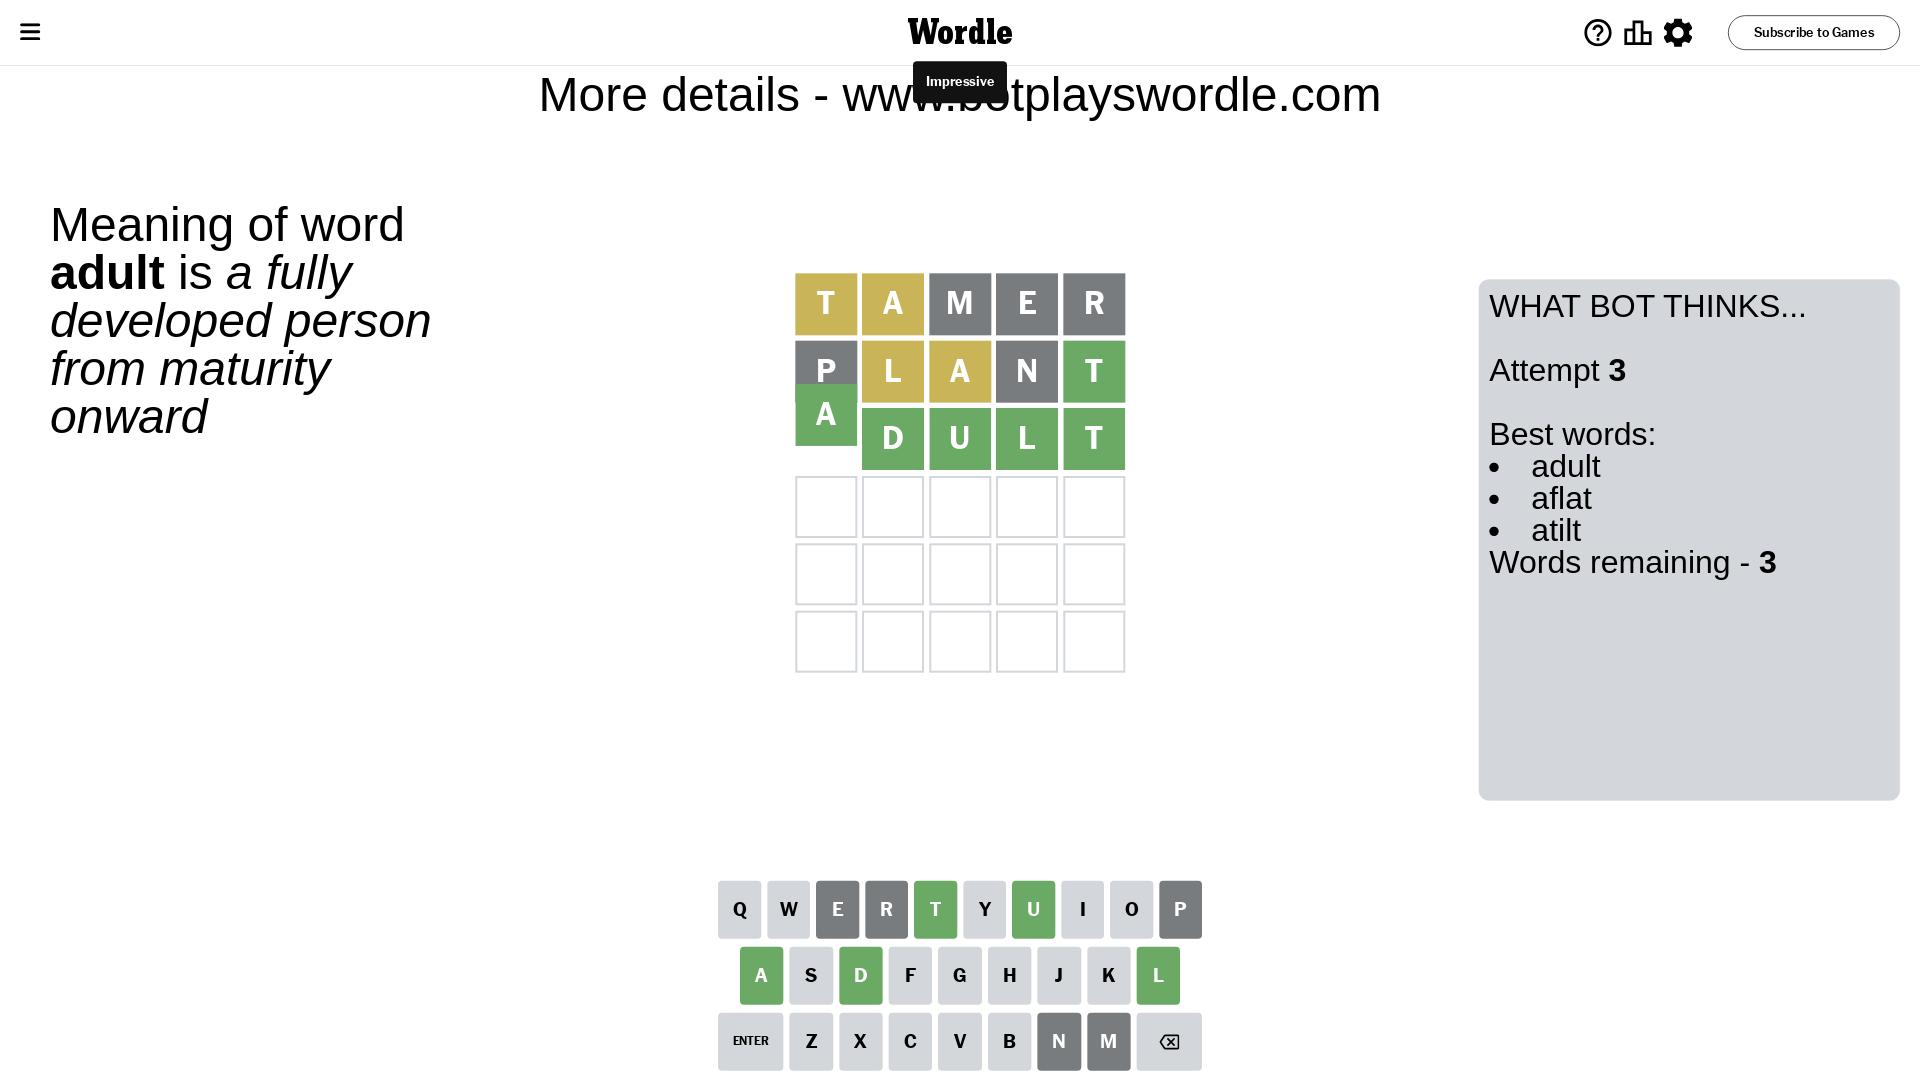 Wordle
Subscribe to Games
Impressive
More details - www.botplayswordle.com
Meaning of word
adult is a fully
developed person
from maturity
onward
T A M E R
P L A N T
A D U L T
WHAT BOT THINKS...
Attempt 3
Best words:
• adult
• aflat
• atilt
Words remaining - 3
Q W E R T Y U I O P
A S D F G H J K L
ENTER Z X C V B N M